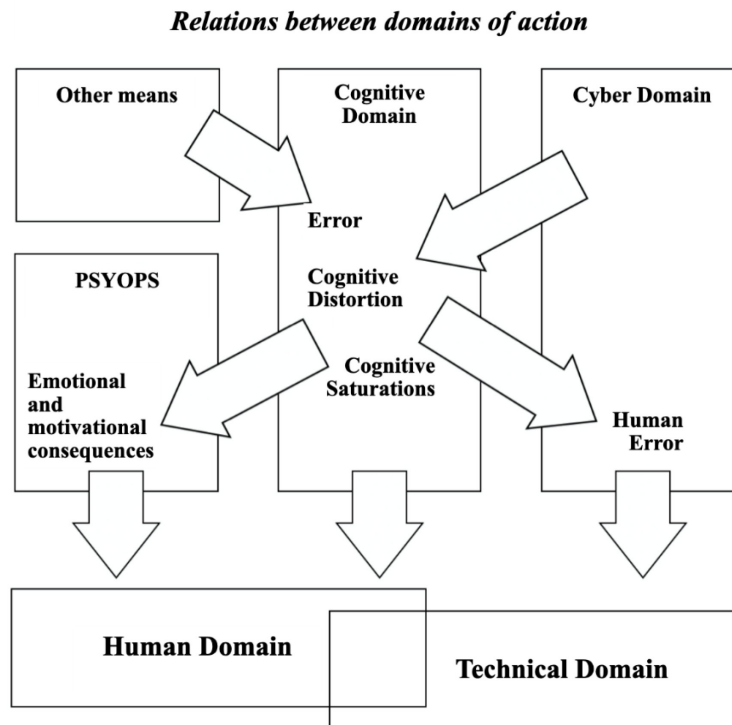 Relations between domains of action
Other means
Cognitive
Domain
Cyber Domain
Error
PSYOPS
Cognitive
Distortion
Cognitive
Saturations
Emotional
and
motivational
consequences
Human
Error
Human Domain
Technical Domain